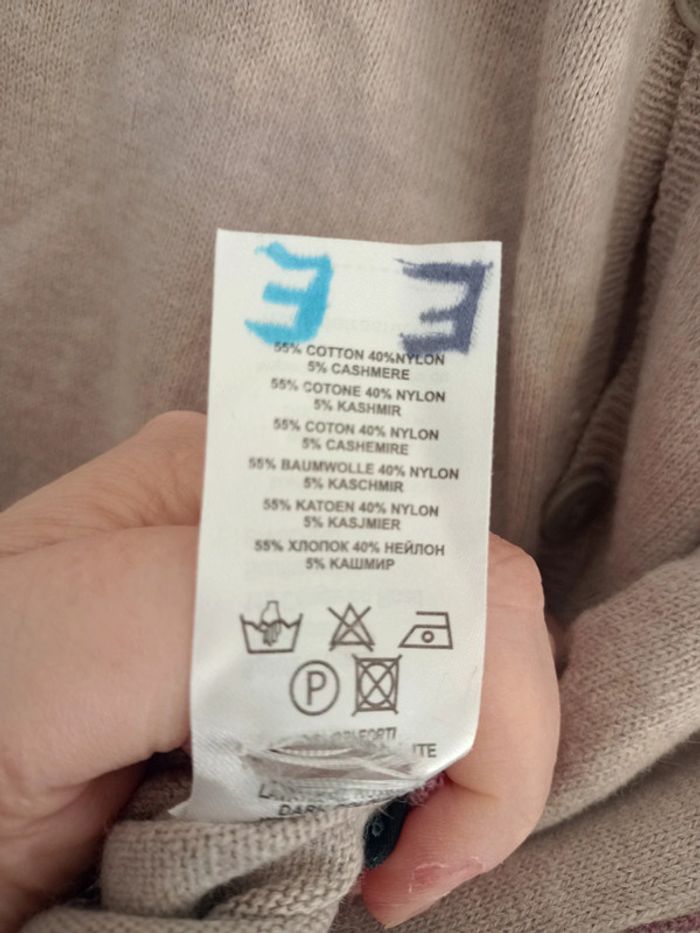 E E
55% COTTON 40%NYLON
5% CASHMERE
55% COTONE 40% NYLON
5% KASHMIR
55% COTON 40% NYLON
5% CASHEMIRE
55% BAUMWOLLE 40% NYLON
5% KASCHMIR
55% KATOEN 40% NYLON
5% KASJMIER
55% ХЛОПОК 40% НЕЙЛОН
5% КАШМИР
P